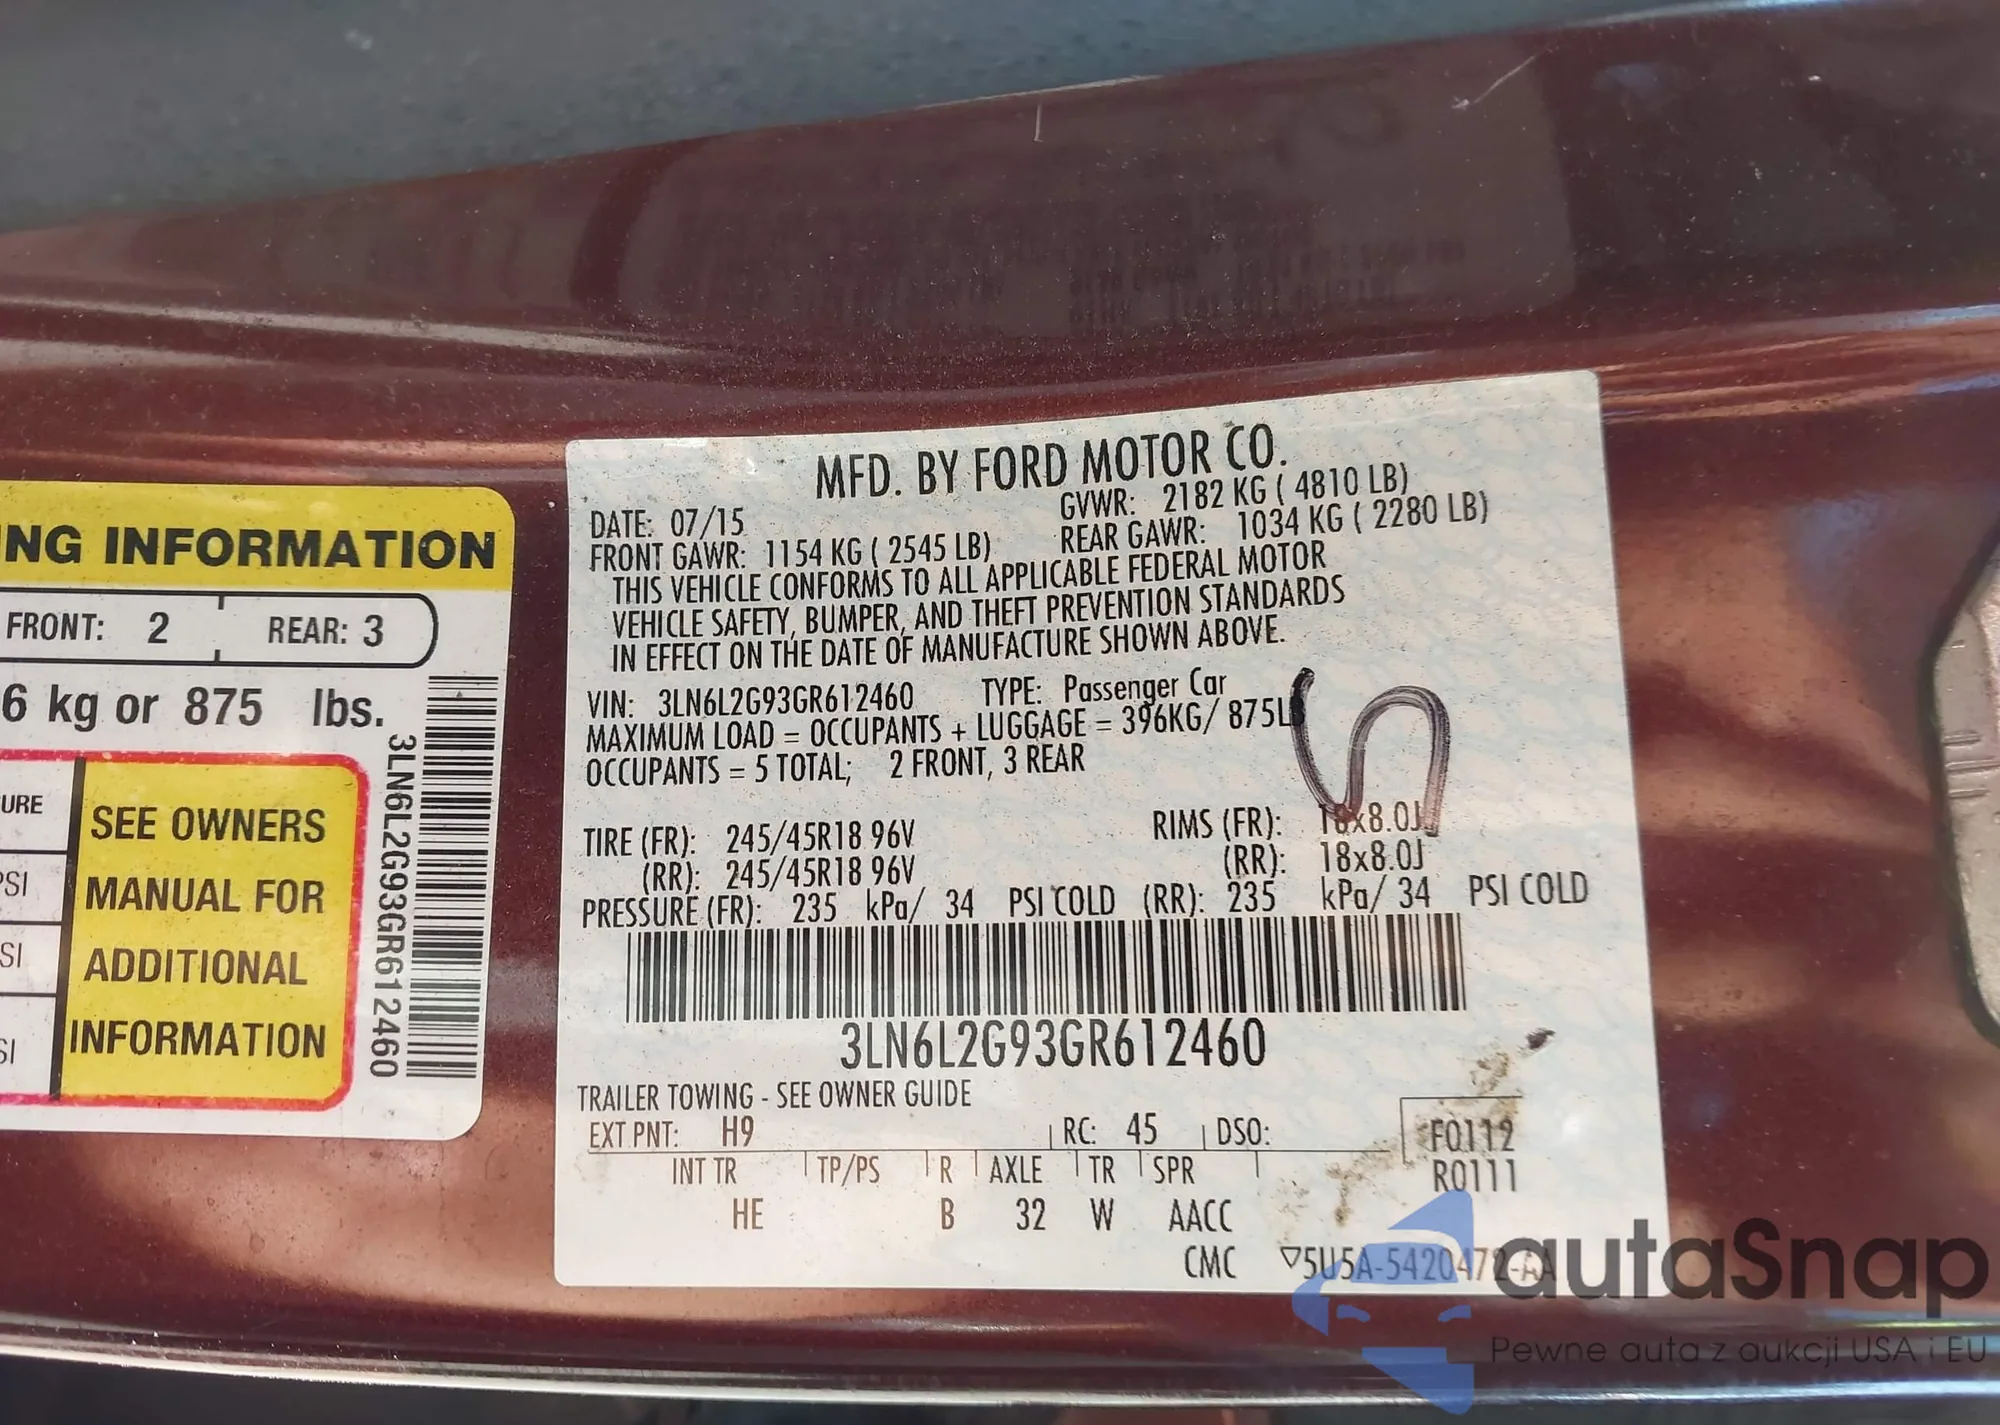 NG INFORMATION
FRONT: 2 REAR: 3
6 kg or 875 lbs.
URE
PSI
SI
SI
SEE OWNERS
MANUAL FOR
ADDITIONAL
INFORMATION
3LN6L2G93GR612460
MFD. BY FORD MOTOR CO.
DATE: 07/15 GVWR: 2182 KG ( 4810 LB)
FRONT GAWR: 1154 KG ( 2545 LB) REAR GAWR: 1034 KG ( 2280 LB)
THIS VEHICLE CONFORMS TO ALL APPLICABLE FEDERAL MOTOR
VEHICLE SAFETY, BUMPER, AND THEFT PREVENTION STANDARDS
IN EFFECT ON THE DATE OF MANUFACTURE SHOWN ABOVE.
VIN: 3LN6L2G93GR612460 TYPE: Passenger Car
MAXIMUM LOAD = OCCUPANTS + LUGGAGE = 396KG/ 875LB
OCCUPANTS = 5 TOTAL; 2 FRONT, 3 REAR
TIRE (FR): 245/45R18 96V RIMS (FR): 18x8.0J
(RR): 245/45R18 96V (RR): 18x8.0J
PRESSURE (FR): 235 kPa/ 34 PSI COLD (RR): 235 kPa/ 34 PSI COLD
3LN6L2G93GR612460
TRAILER TOWING - SEE OWNER GUIDE
EXT PNT: H9 RC: 45 DSO: F0112
R0111
INT TR TP/PS R AXLE TR SPR
HE B 32 W AACC
CMC ▽5U5A-5420472-AA
autaSnap
Pewne auta z aukcji USA i EU